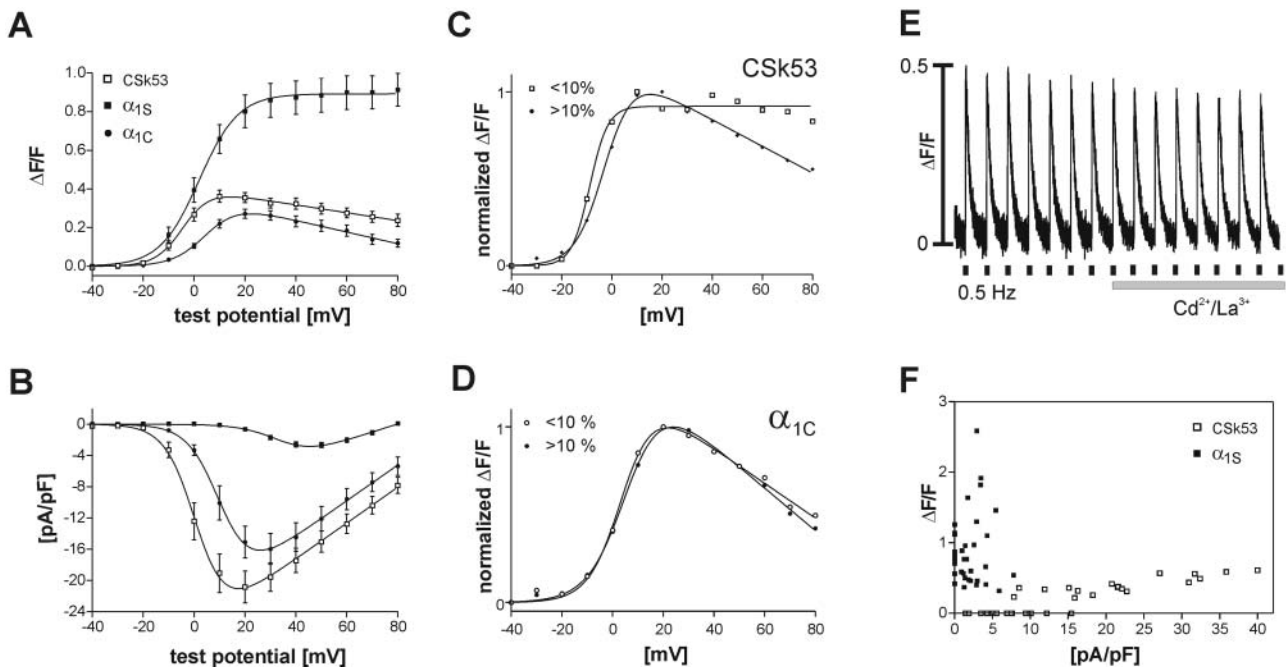 A
CSk53
α1S
α1C
1.0
0.8
0.6
0.4
0.2
0.0
ΔF/F
-40 -20 0 20 40 60 80
test potential [mV]
B
0
-4
-8
-12
-16
-20
-24
[pA/pF]
-40 -20 0 20 40 60 80
test potential [mV]
C
CSk53
<10%
>10%
1
0
normalized ΔF/F
-40 -20 0 20 40 60 80
[mV]
D
α1C
<10 %
>10 %
1
0
normalized ΔF/F
-40 -20 0 20 40 60 80
[mV]
E
0.5
0
ΔF/F
0.5 Hz
Cd²⁺/La³⁺
F
CSk53
α1S
3
2
1
0
ΔF/F
0 5 10 15 20 25 30 35 40
[pA/pF]